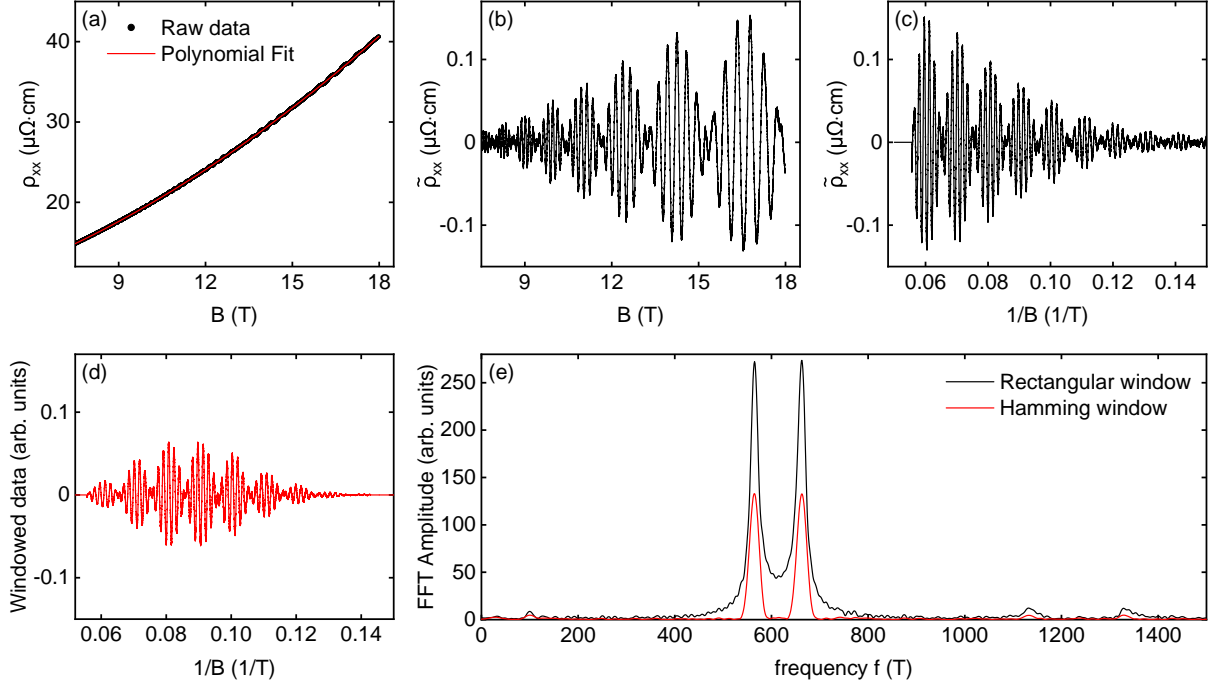 (a)
Raw data
Polynomial Fit
40
30
20
ρxx (μΩ·cm)
9 12 15 18
B (T)
(b)
0.1
0
-0.1
ρ̃xx (μΩ·cm)
9 12 15 18
B (T)
(c)
0.1
0
-0.1
ρ̃xx (μΩ·cm)
0.06 0.08 0.10 0.12 0.14
1/B (1/T)
(d)
0.1
0
-0.1
Windowed data (arb. units)
0.06 0.08 0.10 0.12 0.14
1/B (1/T)
(e)
Rectangular window
Hamming window
250
200
150
100
50
0
FFT Amplitude (arb. units)
0 200 400 600 800 1000 1200 1400
frequency f (T)